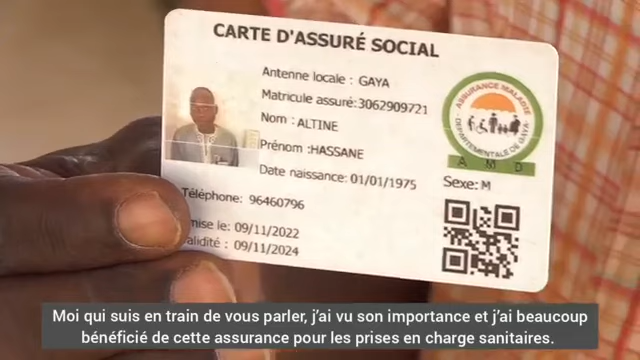 CARTE D'ASSURÉ SOCIAL
Antenne locale : GAYA
Matricule assuré:3062909721
Nom : ALTINE
Prénom :HASSANE
Date naissance: 01/01/1975
Sexe: M
Téléphone: 96460796
mise le: 09/11/2022
validité : 09/11/2024
ASSURANCE MALADIE
DÉPARTEMENTALE DE GAYA
A M D
Moi qui suis en train de vous parler, j'ai vu son importance et j'ai beaucoup
bénéficié de cette assurance pour les prises en charge sanitaires.